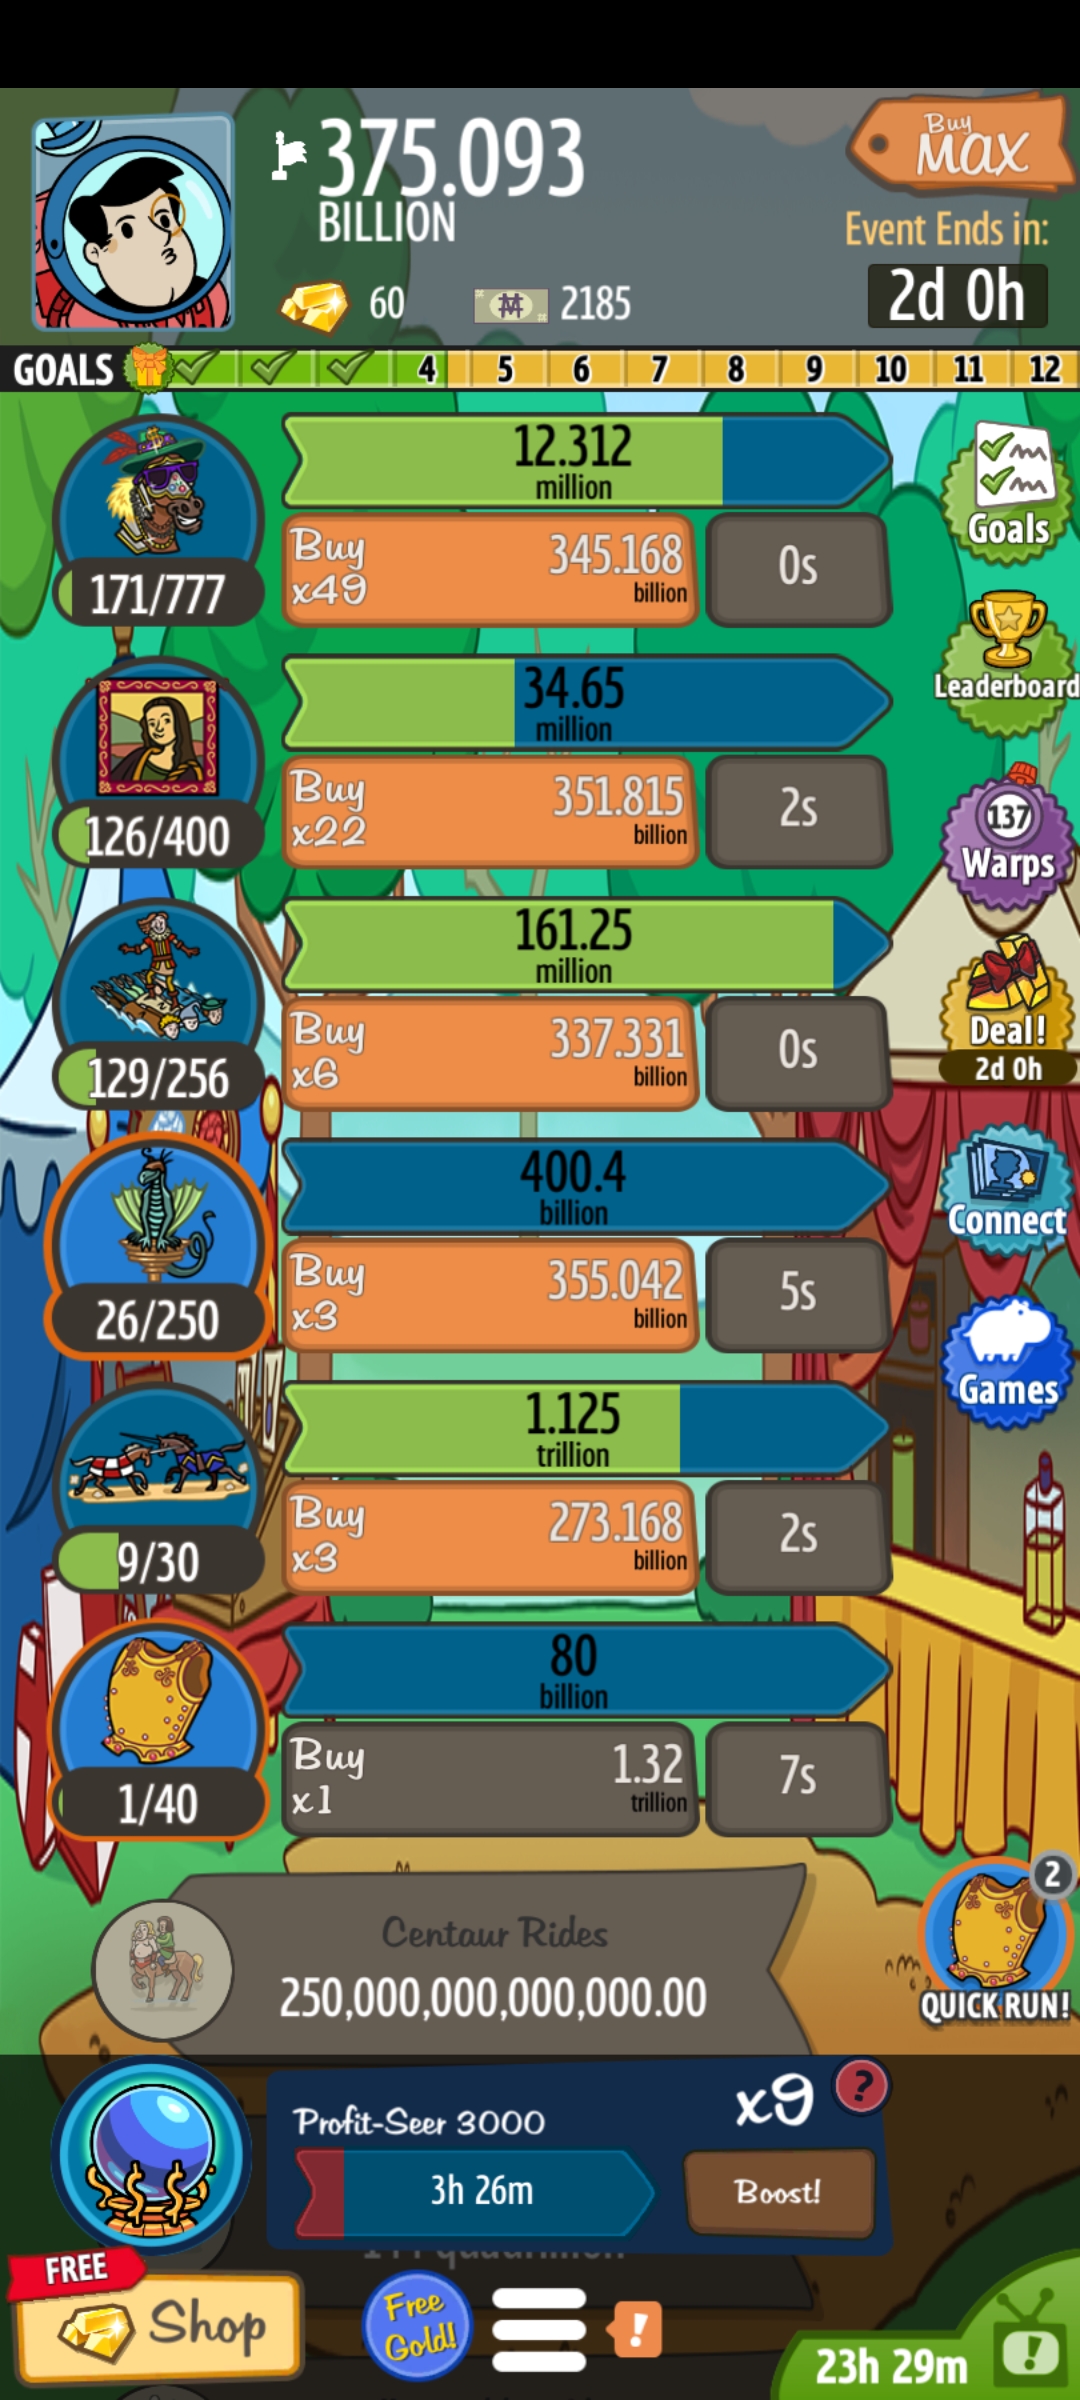 375.093
BILLION
60
2185
Buy
MAX
Event Ends in:
2d 0h
GOALS
4 5 6 7 8 9 10 11 12
12.312
million
171/777
Buy
x49
345.168
billion
0s
Goals
34.65
million
126/400
Buy
x22
351.815
billion
2s
Leaderboard
137
Warps
161.25
million
129/256
Buy
x6
337.331
billion
0s
Deal!
2d 0h
400.4
billion
26/250
Buy
x3
355.042
billion
5s
Connect
Games
1.125
trillion
9/30
Buy
x3
273.168
billion
2s
80
billion
1/40
Buy
x1
1.32
trillion
7s
Centaur Rides
250,000,000,000,000.00
2
QUICK RUN!
Profit-Seer 3000
x9
?
3h 26m
Boost!
FREE
Shop
Free
Gold!
!
23h 29m
!